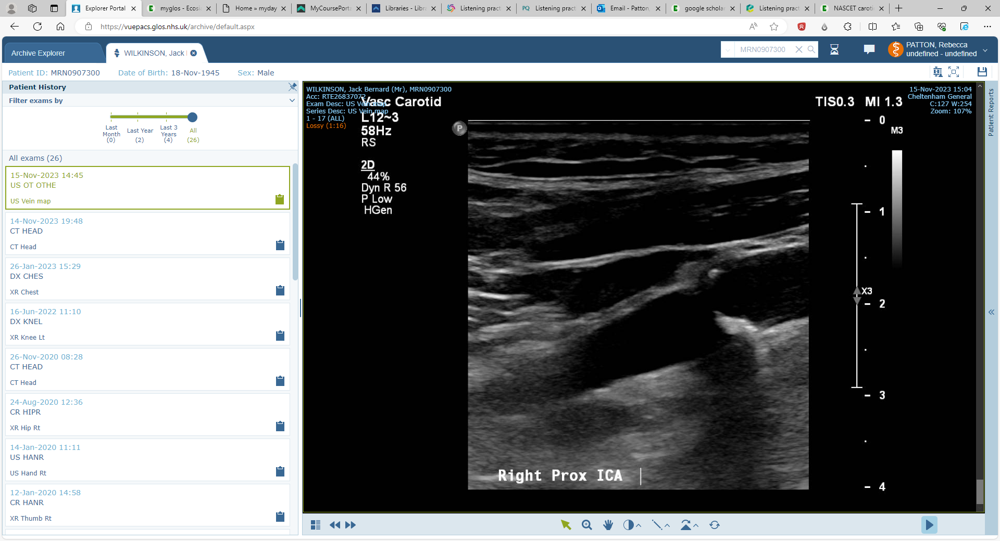 Explorer Portal
myglos - Ecosi
Home » myday
MyCoursePorta
Libraries - Libra
Listening pract
Listening pract
Email - Patton,
google scholar
Listening pract
NASCET caroti
https://vuepacs.glos.nhs.uk/archive/default.aspx
Archive Explorer
WILKINSON, Jack
MRN0907300
PATTON, Rebecca
undefined - undefined
Patient ID: MRN0907300 Date of Birth: 18-Nov-1945 Sex: Male
Patient History
Filter exams by
Last Month (0)
Last Year (2)
Last 3 Years (4)
All (26)
All exams (26)
15-Nov-2023 14:45
US OT OTHE
US Vein map
14-Nov-2023 19:48
CT HEAD
CT Head
26-Jan-2023 15:29
DX CHES
XR Chest
16-Jun-2022 11:10
DX KNEL
XR Knee Lt
26-Nov-2020 08:28
CT HEAD
CT Head
24-Aug-2020 12:36
CR HIPR
XR Hip Rt
14-Jan-2020 11:11
US HANR
US Hand Rt
12-Jan-2020 14:58
CR HANR
XR Thumb Rt
WILKINSON, Jack Bernard (Mr), MRN0907300
Acc: RTE26837072
Exam Desc: US Vein map
Series Desc: US Vein map
1 - 17 (ALL)
Lossy (1:16)
Vasc Carotid
L12~3
58Hz
RS
2D
44%
Dyn R 56
P Low
HGen
P
15-Nov-2023 15:04
Cheltenham General
C:127 W:254
Zoom: 107%
TIS0.3 MI 1.3
M3
0
1
X3
2
3
4
Right Prox ICA
Patient Reports